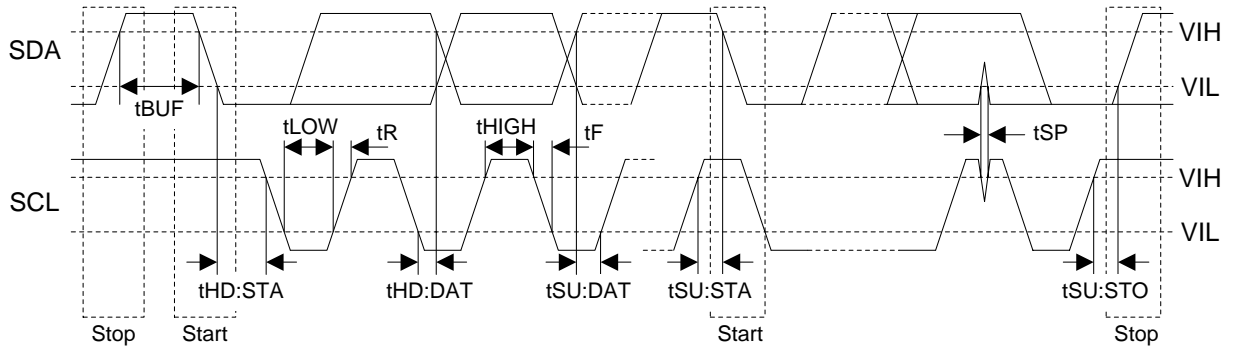 SDA
VIH
VIL
tBUF
tLOW
tR
tHIGH
tF
tSP
SCL
VIH
VIL
tHD:STA
tHD:DAT
tSU:DAT
tSU:STA
tSU:STO
Stop
Start
Start
Stop